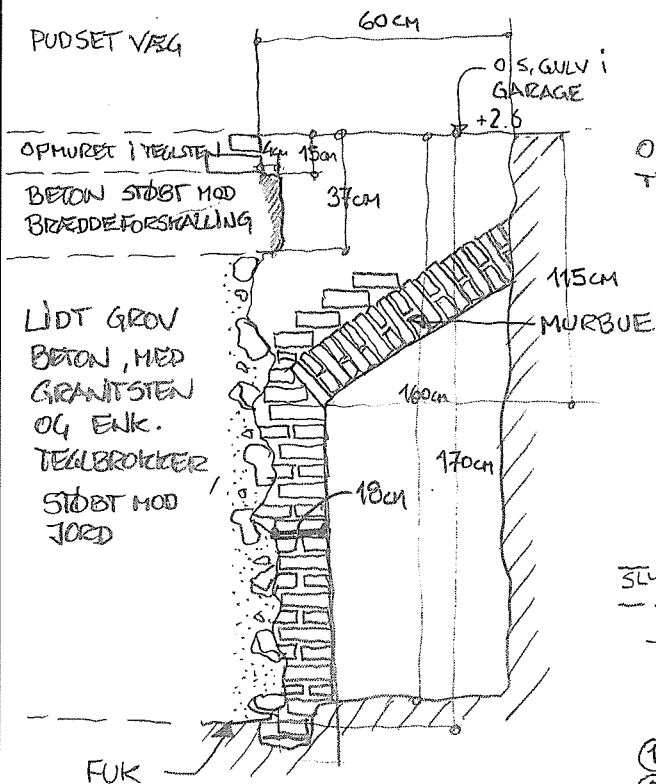 PUDSET VÆG
60CM
O.S. GULV i
GARAGE
+2.6
OPMURET I TEGLSTEN
4cm
15cm
BETON STØBT MOD
BRÆDDEFORSKALLING
37CM
115CM
MURBUE
LIDT GROV
BETON, MED
GRANITSTEN
OG ENK.
TEGLBROKKER
STØBT MOD
JORD
160cm
170cm
18cm
FUK